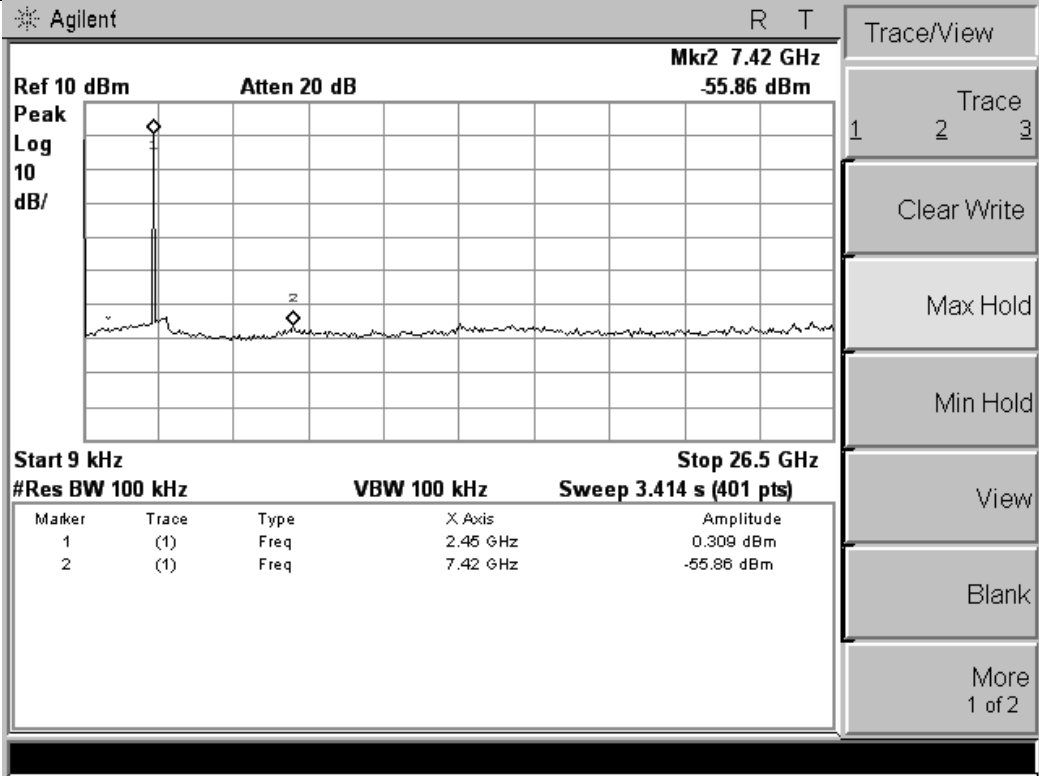 Agilent R T
Mkr2 7.42 GHz
Ref 10 dBm Atten 20 dB -55.86 dBm
Peak
Log
10
dB/
1
2
Start 9 kHz Stop 26.5 GHz
#Res BW 100 kHz VBW 100 kHz Sweep 3.414 s (401 pts)
Marker Trace Type X Axis Amplitude
1 (1) Freq 2.45 GHz 0.309 dBm
2 (1) Freq 7.42 GHz -55.86 dBm
Trace/View
Trace
1 2 3
Clear Write
Max Hold
Min Hold
View
Blank
More
1 of 2